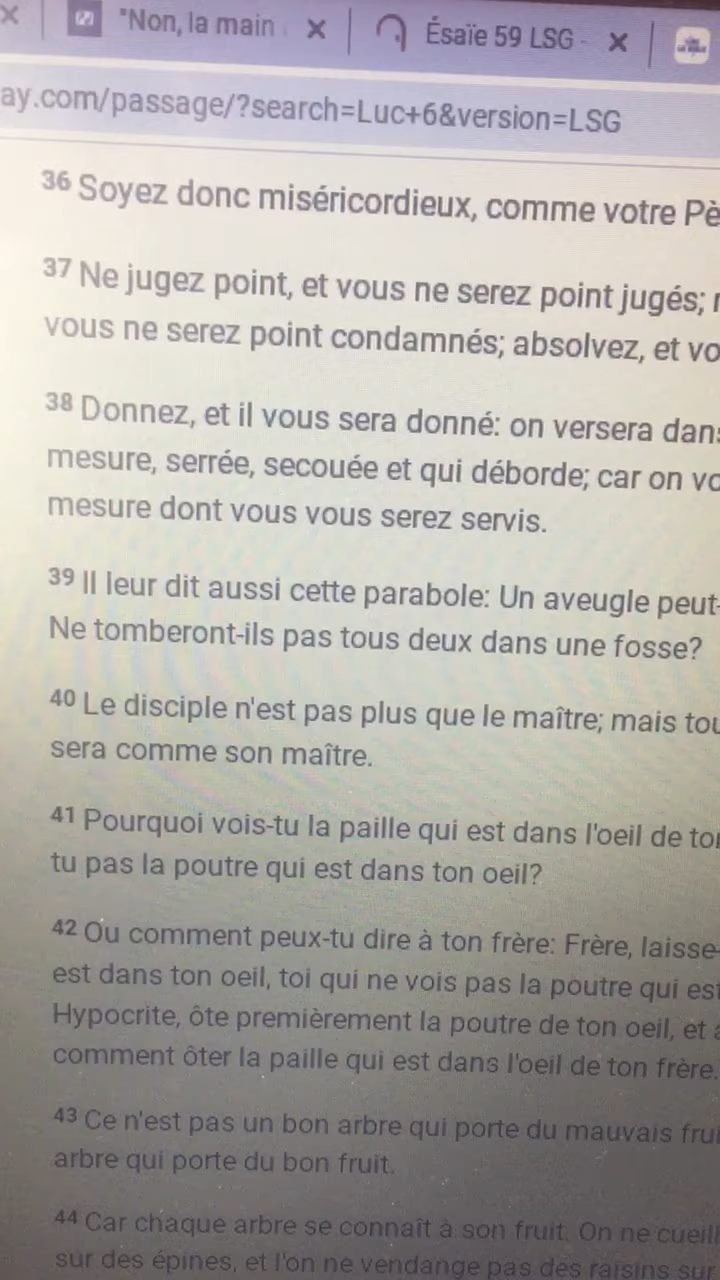 "Non, la main
Ésaïe 59 LSG -
ay.com/passage/?search=Luc+6&version=LSG
36 Soyez donc miséricordieux, comme votre Pè
37 Ne jugez point, et vous ne serez point jugés;
vous ne serez point condamnés; absolvez, et vo
38 Donnez, et il vous sera donné: on versera dans
mesure, serrée, secouée et qui déborde; car on vo
mesure dont vous vous serez servis.
39 Il leur dit aussi cette parabole: Un aveugle peut-
Ne tomberont-ils pas tous deux dans une fosse?
40 Le disciple n'est pas plus que le maître; mais tou
sera comme son maître.
41 Pourquoi vois-tu la paille qui est dans l'oeil de ton
tu pas la poutre qui est dans ton oeil?
42 Ou comment peux-tu dire à ton frère: Frère, laisse-
est dans ton oeil, toi qui ne vois pas la poutre qui est
Hypocrite, ôte premièrement la poutre de ton oeil, et
comment ôter la paille qui est dans l'oeil de ton frère.
43 Ce n'est pas un bon arbre qui porte du mauvais frui
arbre qui porte du bon fruit.
44 Car chaque arbre se connaît à son fruit. On ne cueill
sur des épines, et l'on ne vendange pas des raisins sur